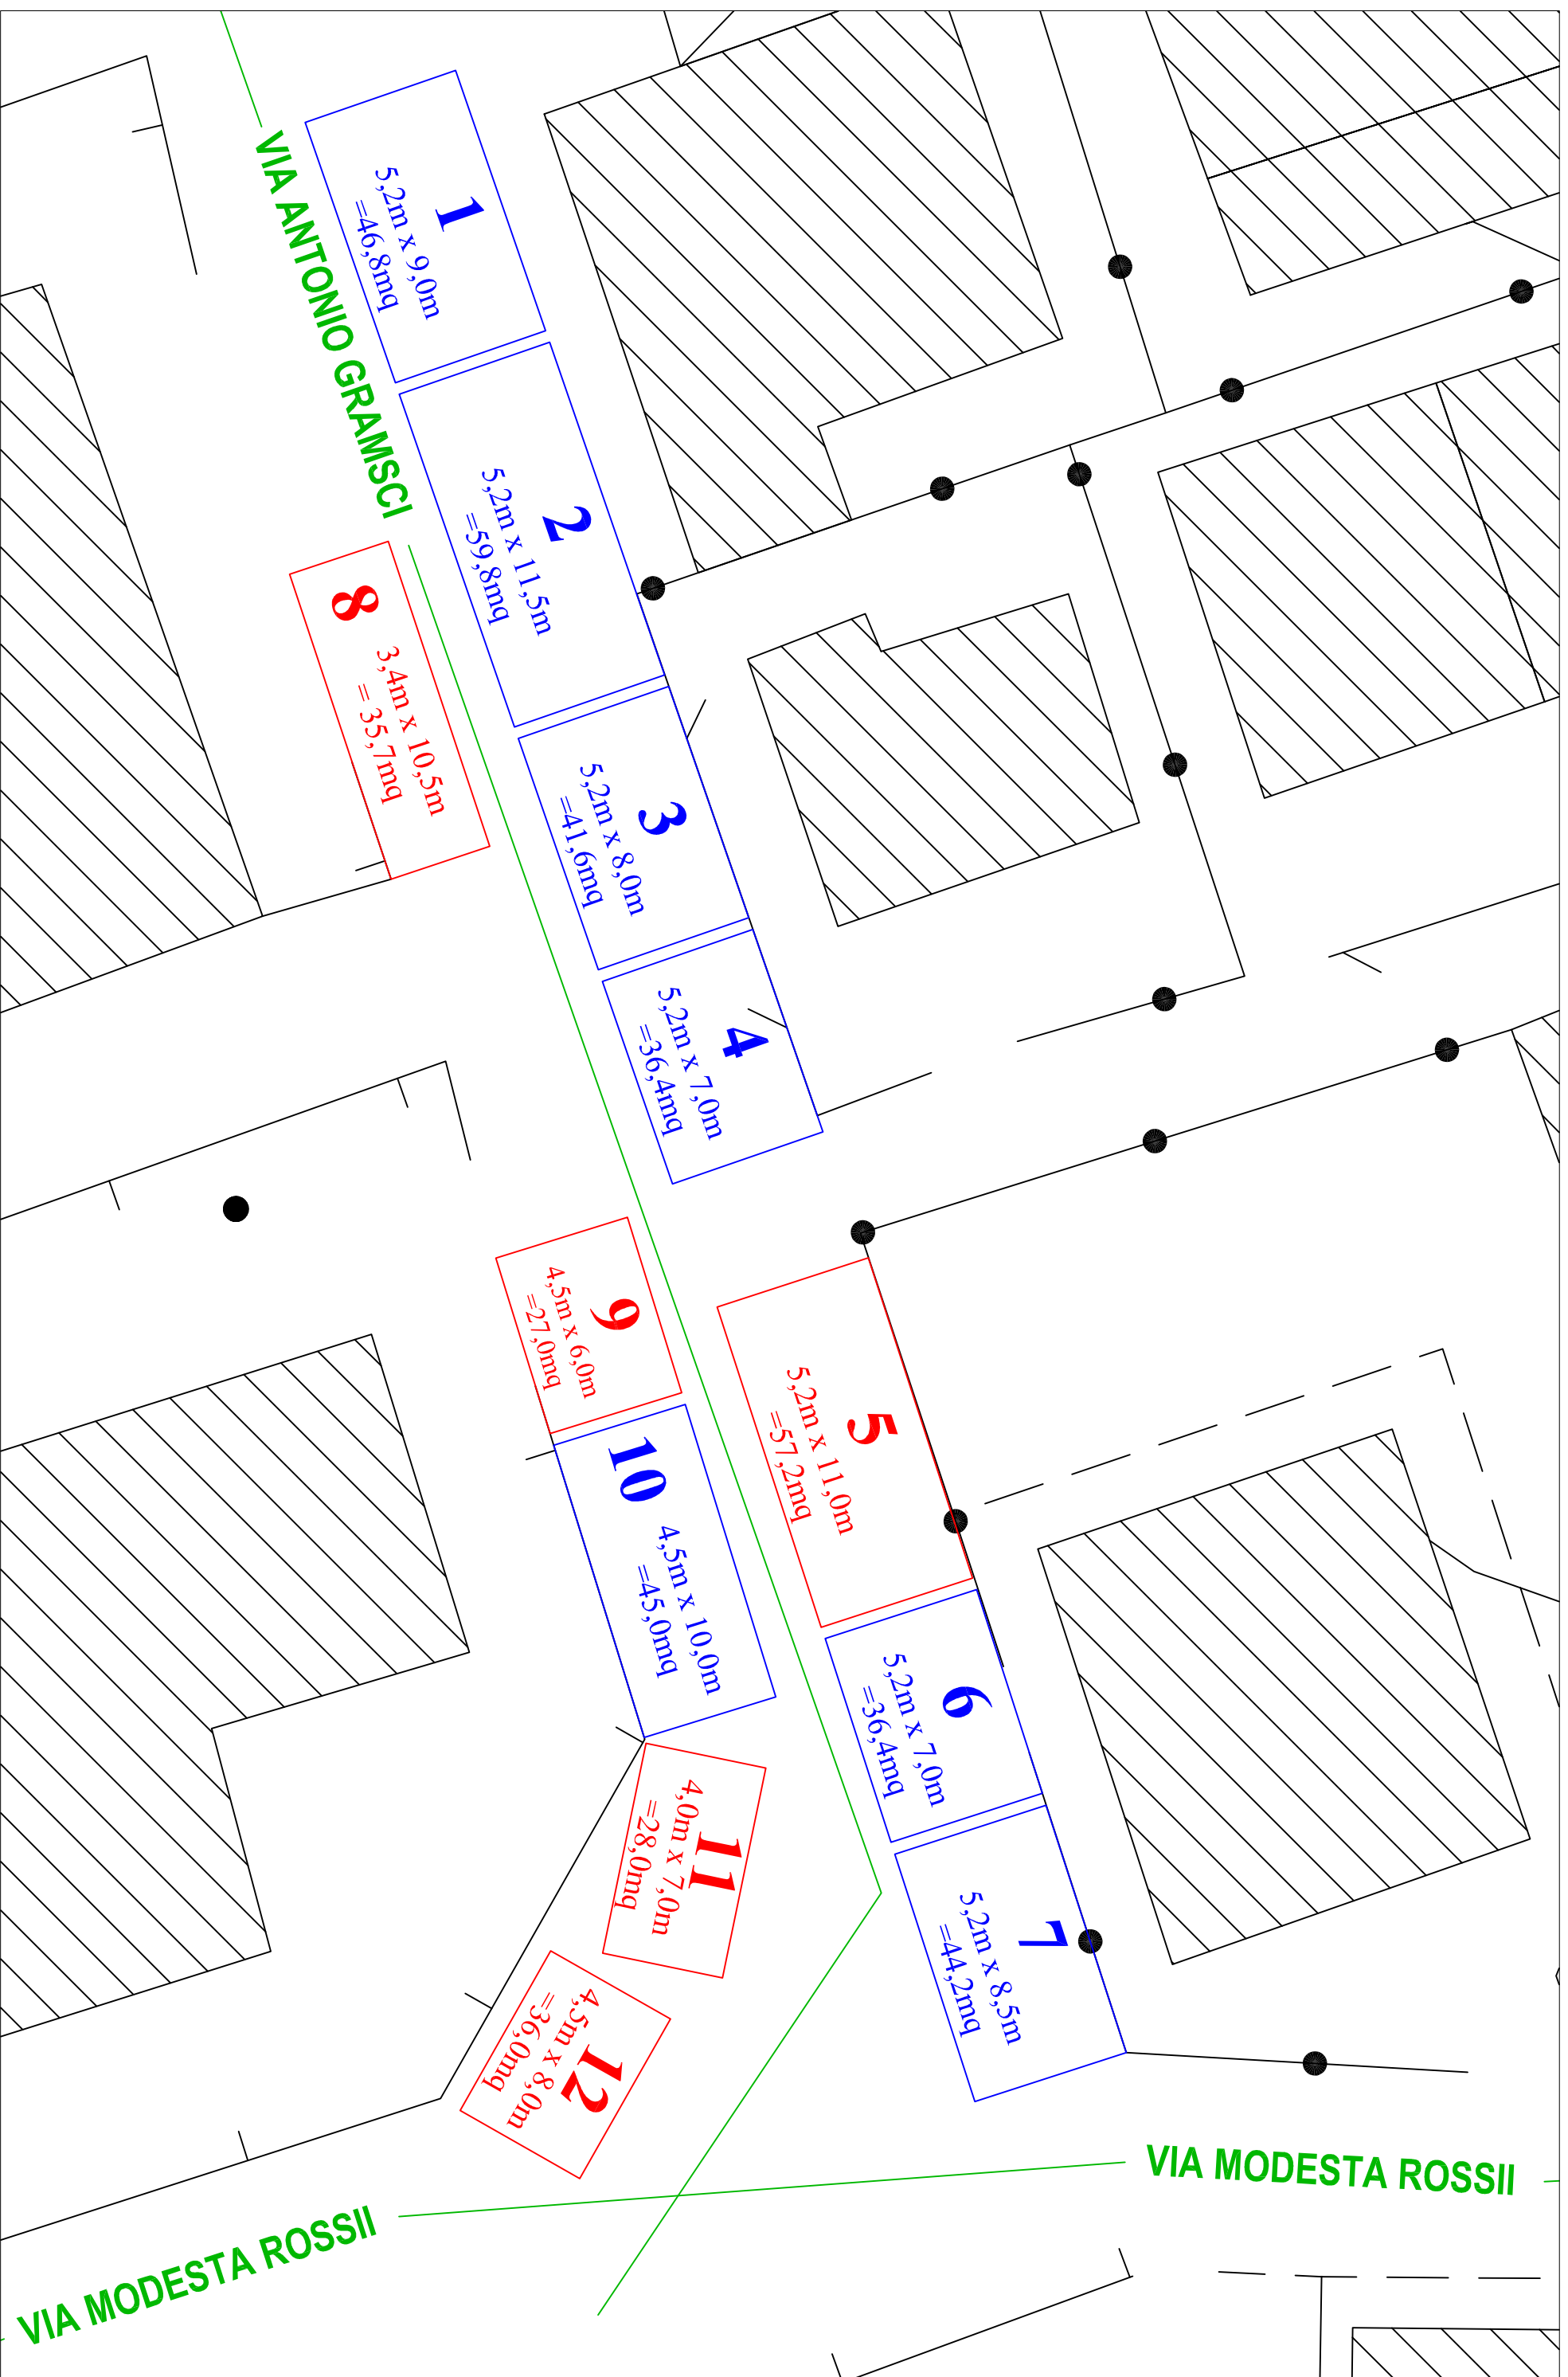 VIA ANTONIO GRAMSCI
1
5,2m x 9,0m
=46,8mq
2
5,2m x 11,5m
=59,8mq
3
5,2m x 8,0m
=41,6mq
4
5,2m x 7,0m
=36,4mq
5
5,2m x 11,0m
=57,2mq
6
5,2m x 7,0m
=36,4mq
7
5,2m x 8,5m
=44,2mq
8
3,4m x 10,5m
= 35,7mq
9
4,5m x 6,0m
=27,0mq
10
4,5m x 10,0m
=45,0mq
11
4,0m x 7,0m
=28,0mq
12
4,5m x 8,0m
=36,0mq
VIA MODESTA ROSSII
VIA MODESTA ROSSII